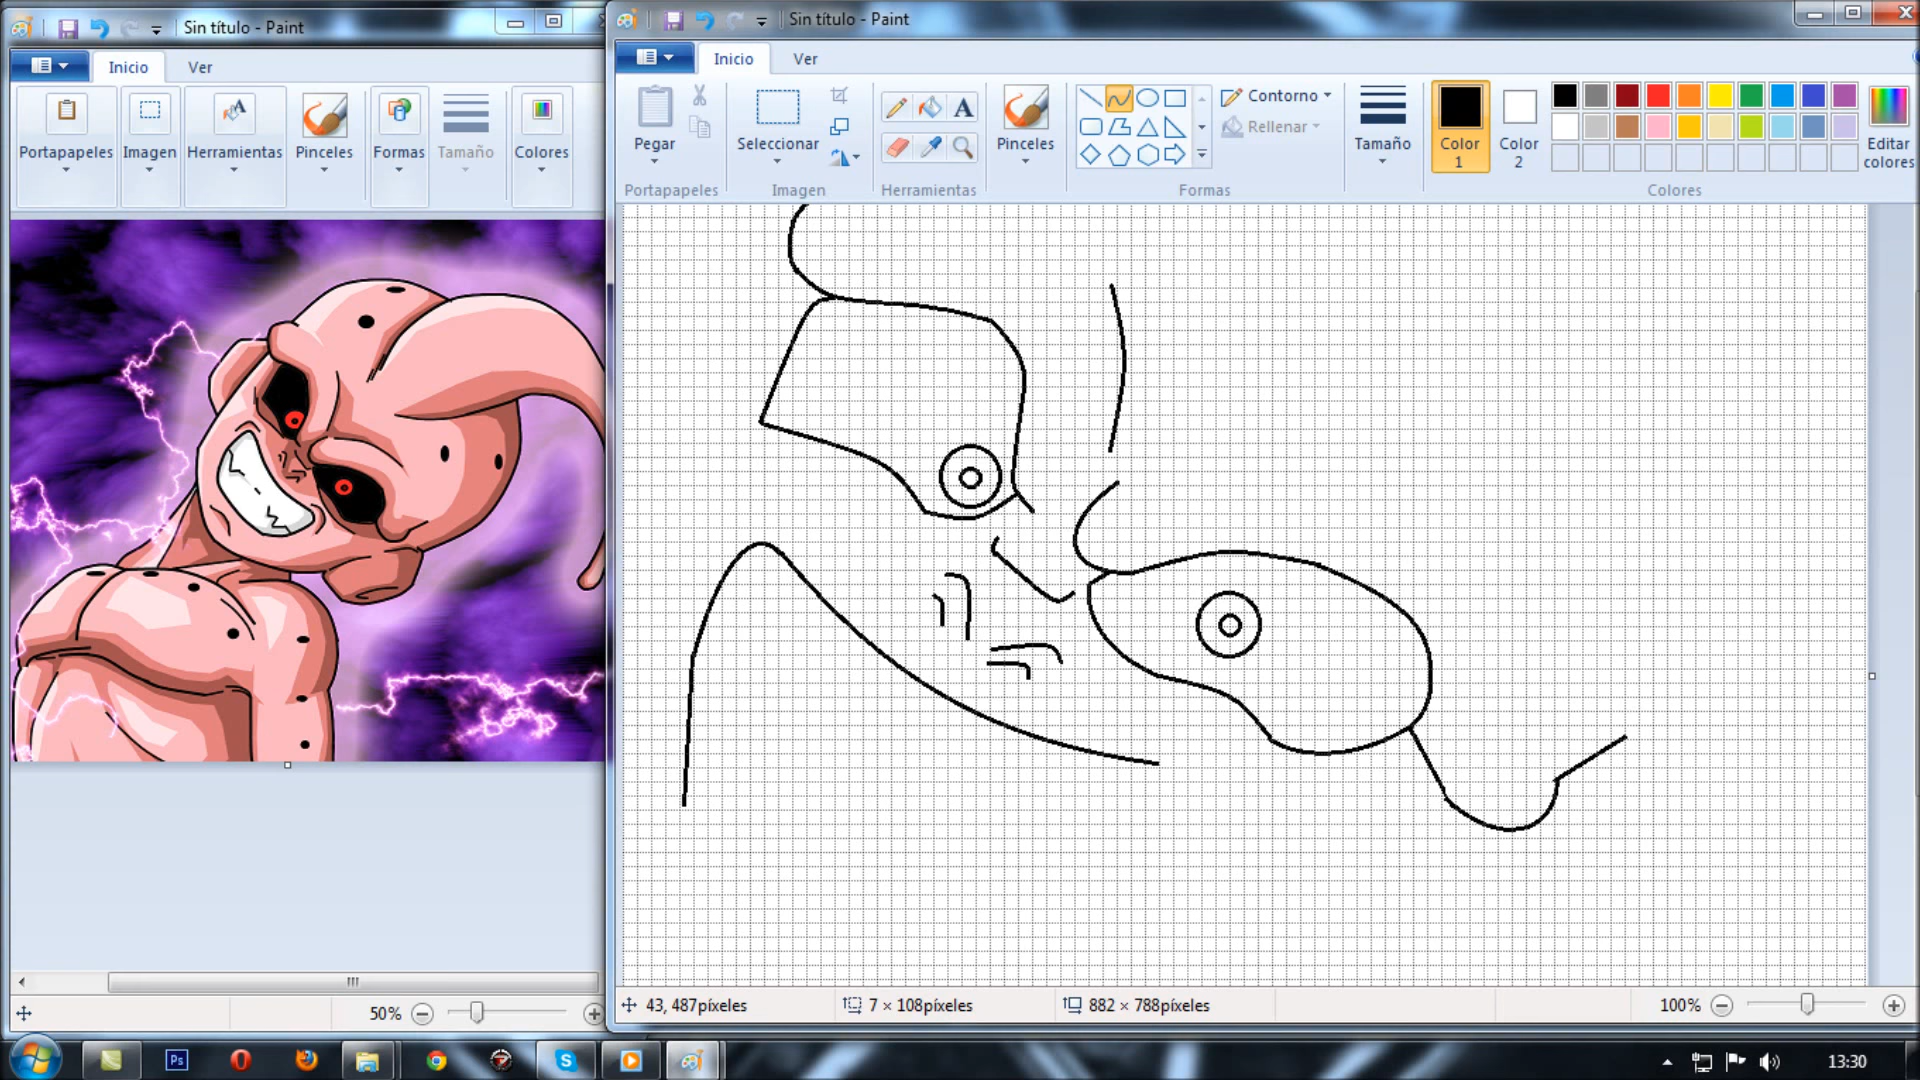 Sin título - Paint
Inicio
Ver
Portapapeles
Imagen
Herramientas
Pinceles
Formas
Tamaño
Colores
50%
Sin título - Paint
Inicio
Ver
Pegar
Portapapeles
Seleccionar
Imagen
A
Herramientas
Pinceles
Contorno
Rellenar
Formas
Tamaño
Color 1
Color 2
Editar colores
Colores
43, 487píxeles
7 × 108píxeles
882 × 788píxeles
100%
Ps
13:30